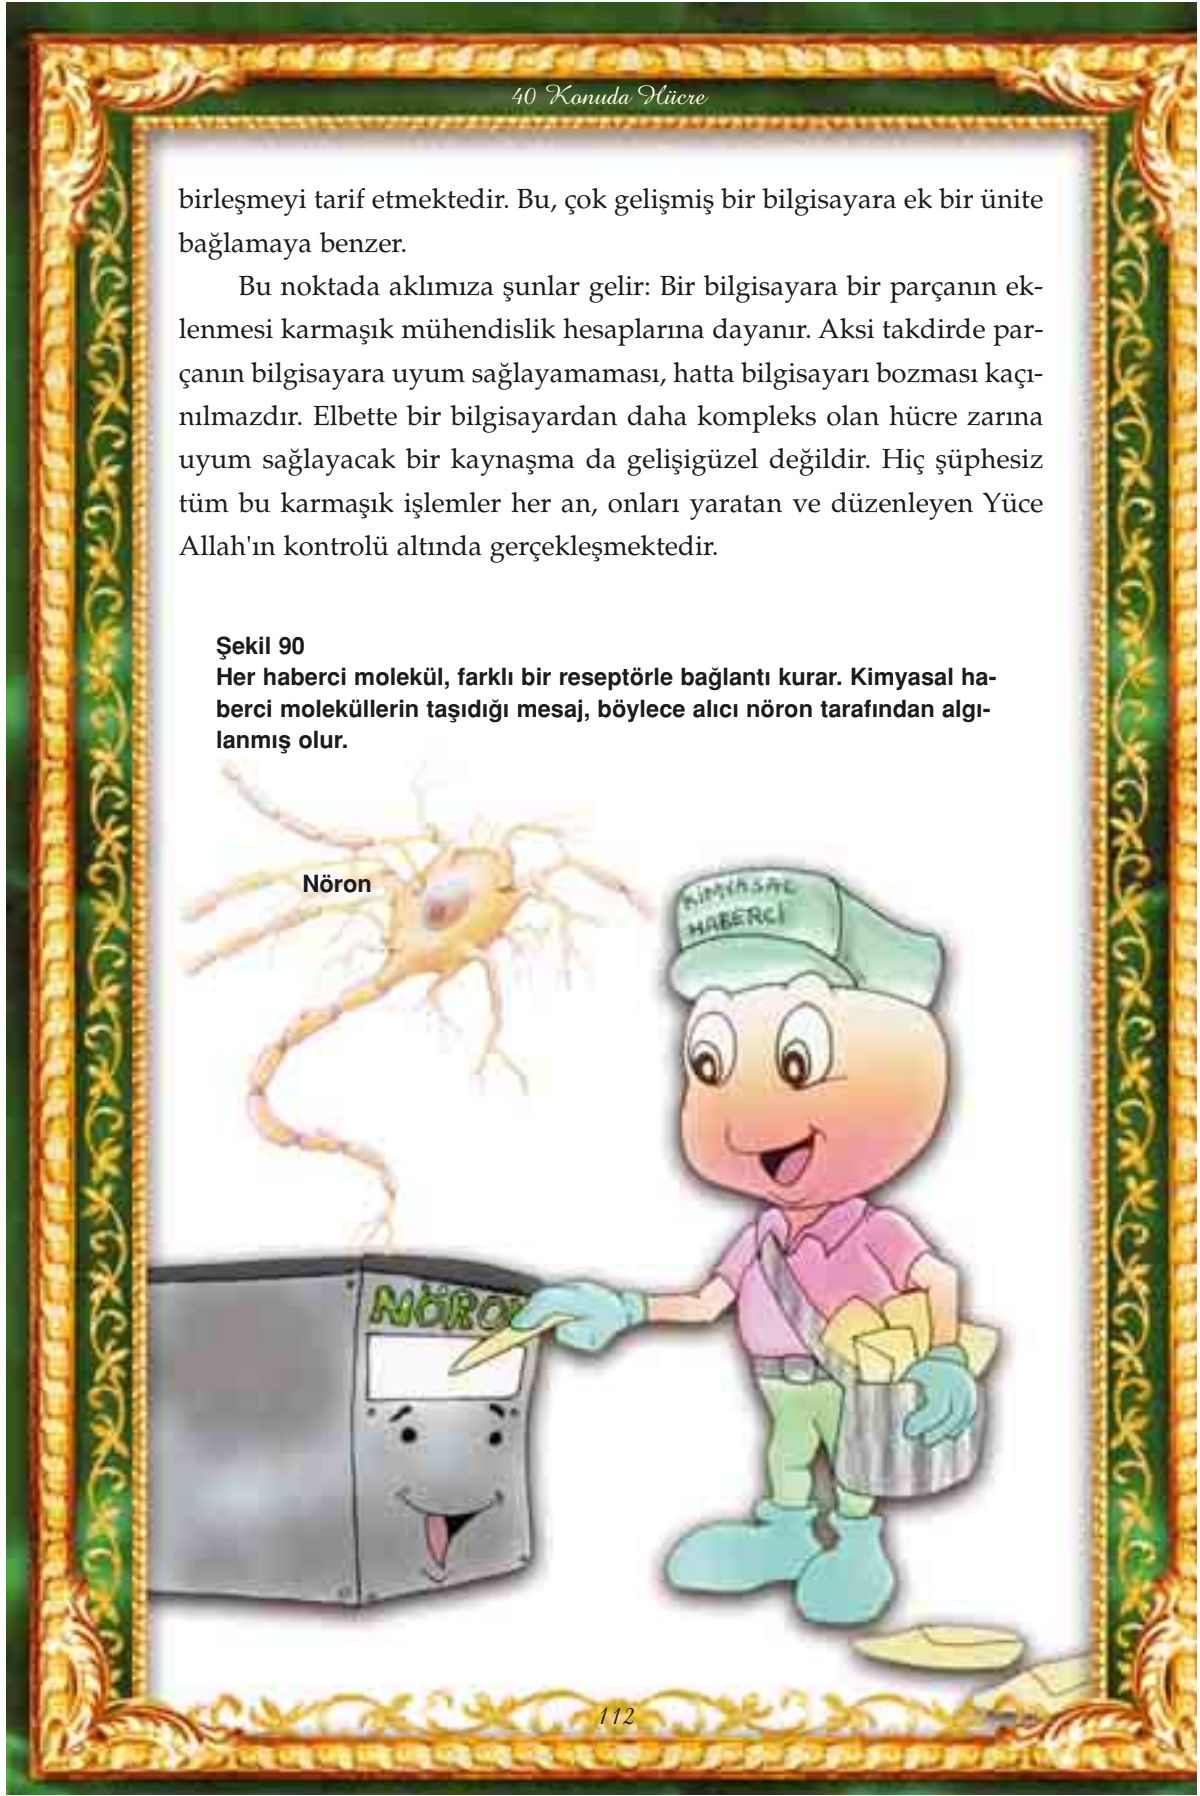 40 Konuda Hücre
birleşmeyi tarif etmektedir. Bu, çok gelişmiş bir bilgisayara ek bir ünite
bağlamaya benzer.
Bu noktada aklımıza şunlar gelir: Bir bilgisayara bir parçanın ek-
lenmesi karmaşık mühendislik hesaplarına dayanır. Aksi takdirde par-
çanın bilgisayara uyum sağlayamaması, hatta bilgisayarı bozması kaçı-
nılmazdır. Elbette bir bilgisayardan daha kompleks olan hücre zarına
uyum sağlayacak bir kaynaşma da gelişigüzel değildir. Hiç şüphesiz
tüm bu karmaşık işlemler her an, onları yaratan ve düzenleyen Yüce
Allah'ın kontrolü altında gerçekleşmektedir.
Şekil 90
Her haberci molekül, farklı bir reseptörle bağlantı kurar. Kimyasal ha-
berci moleküllerin taşıdığı mesaj, böylece alıcı nöron tarafından algı-
lanmış olur.
Nöron
KİMYASAL
HABERCİ
NÖRO
112